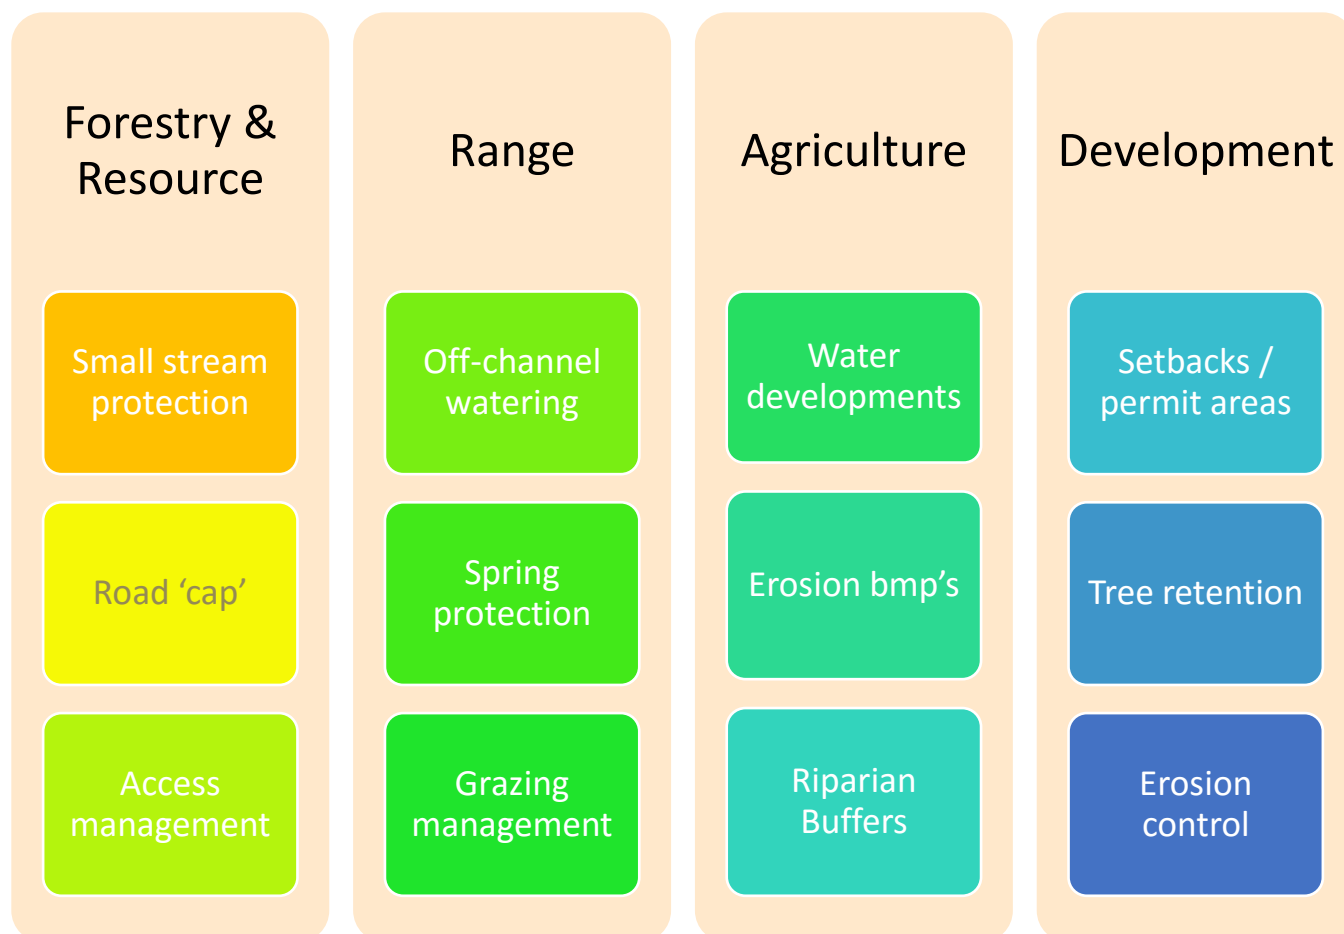 Forestry &
Resource
Small stream
protection
Road ‘cap’
Access
management
Range
Off-channel
watering
Spring
protection
Grazing
management
Agriculture
Water
developments
Erosion bmp’s
Riparian
Buffers
Development
Setbacks /
permit areas
Tree retention
Erosion
control